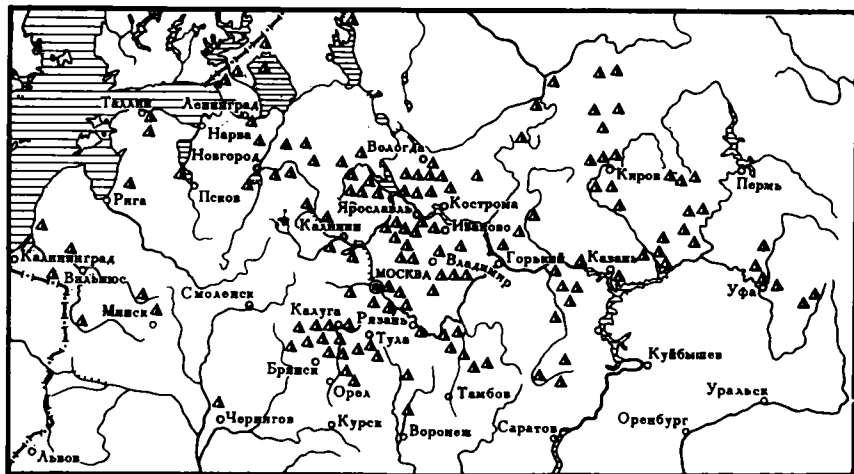 Таллин
Ленинград
Нарва
Новгород
Вологда
Киров
Пермь
Псков
Рига
Ярославль
Кострома
Калинин
Иваново
Калининград
Вильнюс
Владимир
Горький
Казань
МОСКВА
Уфа
Минск
Смоленск
Калуга
Рязань
Тула
Брянск
Орел
Куйбышев
Тамбов
Уральск
Чернигов
Курск
Воронеж
Саратов
Оренбург
Львов